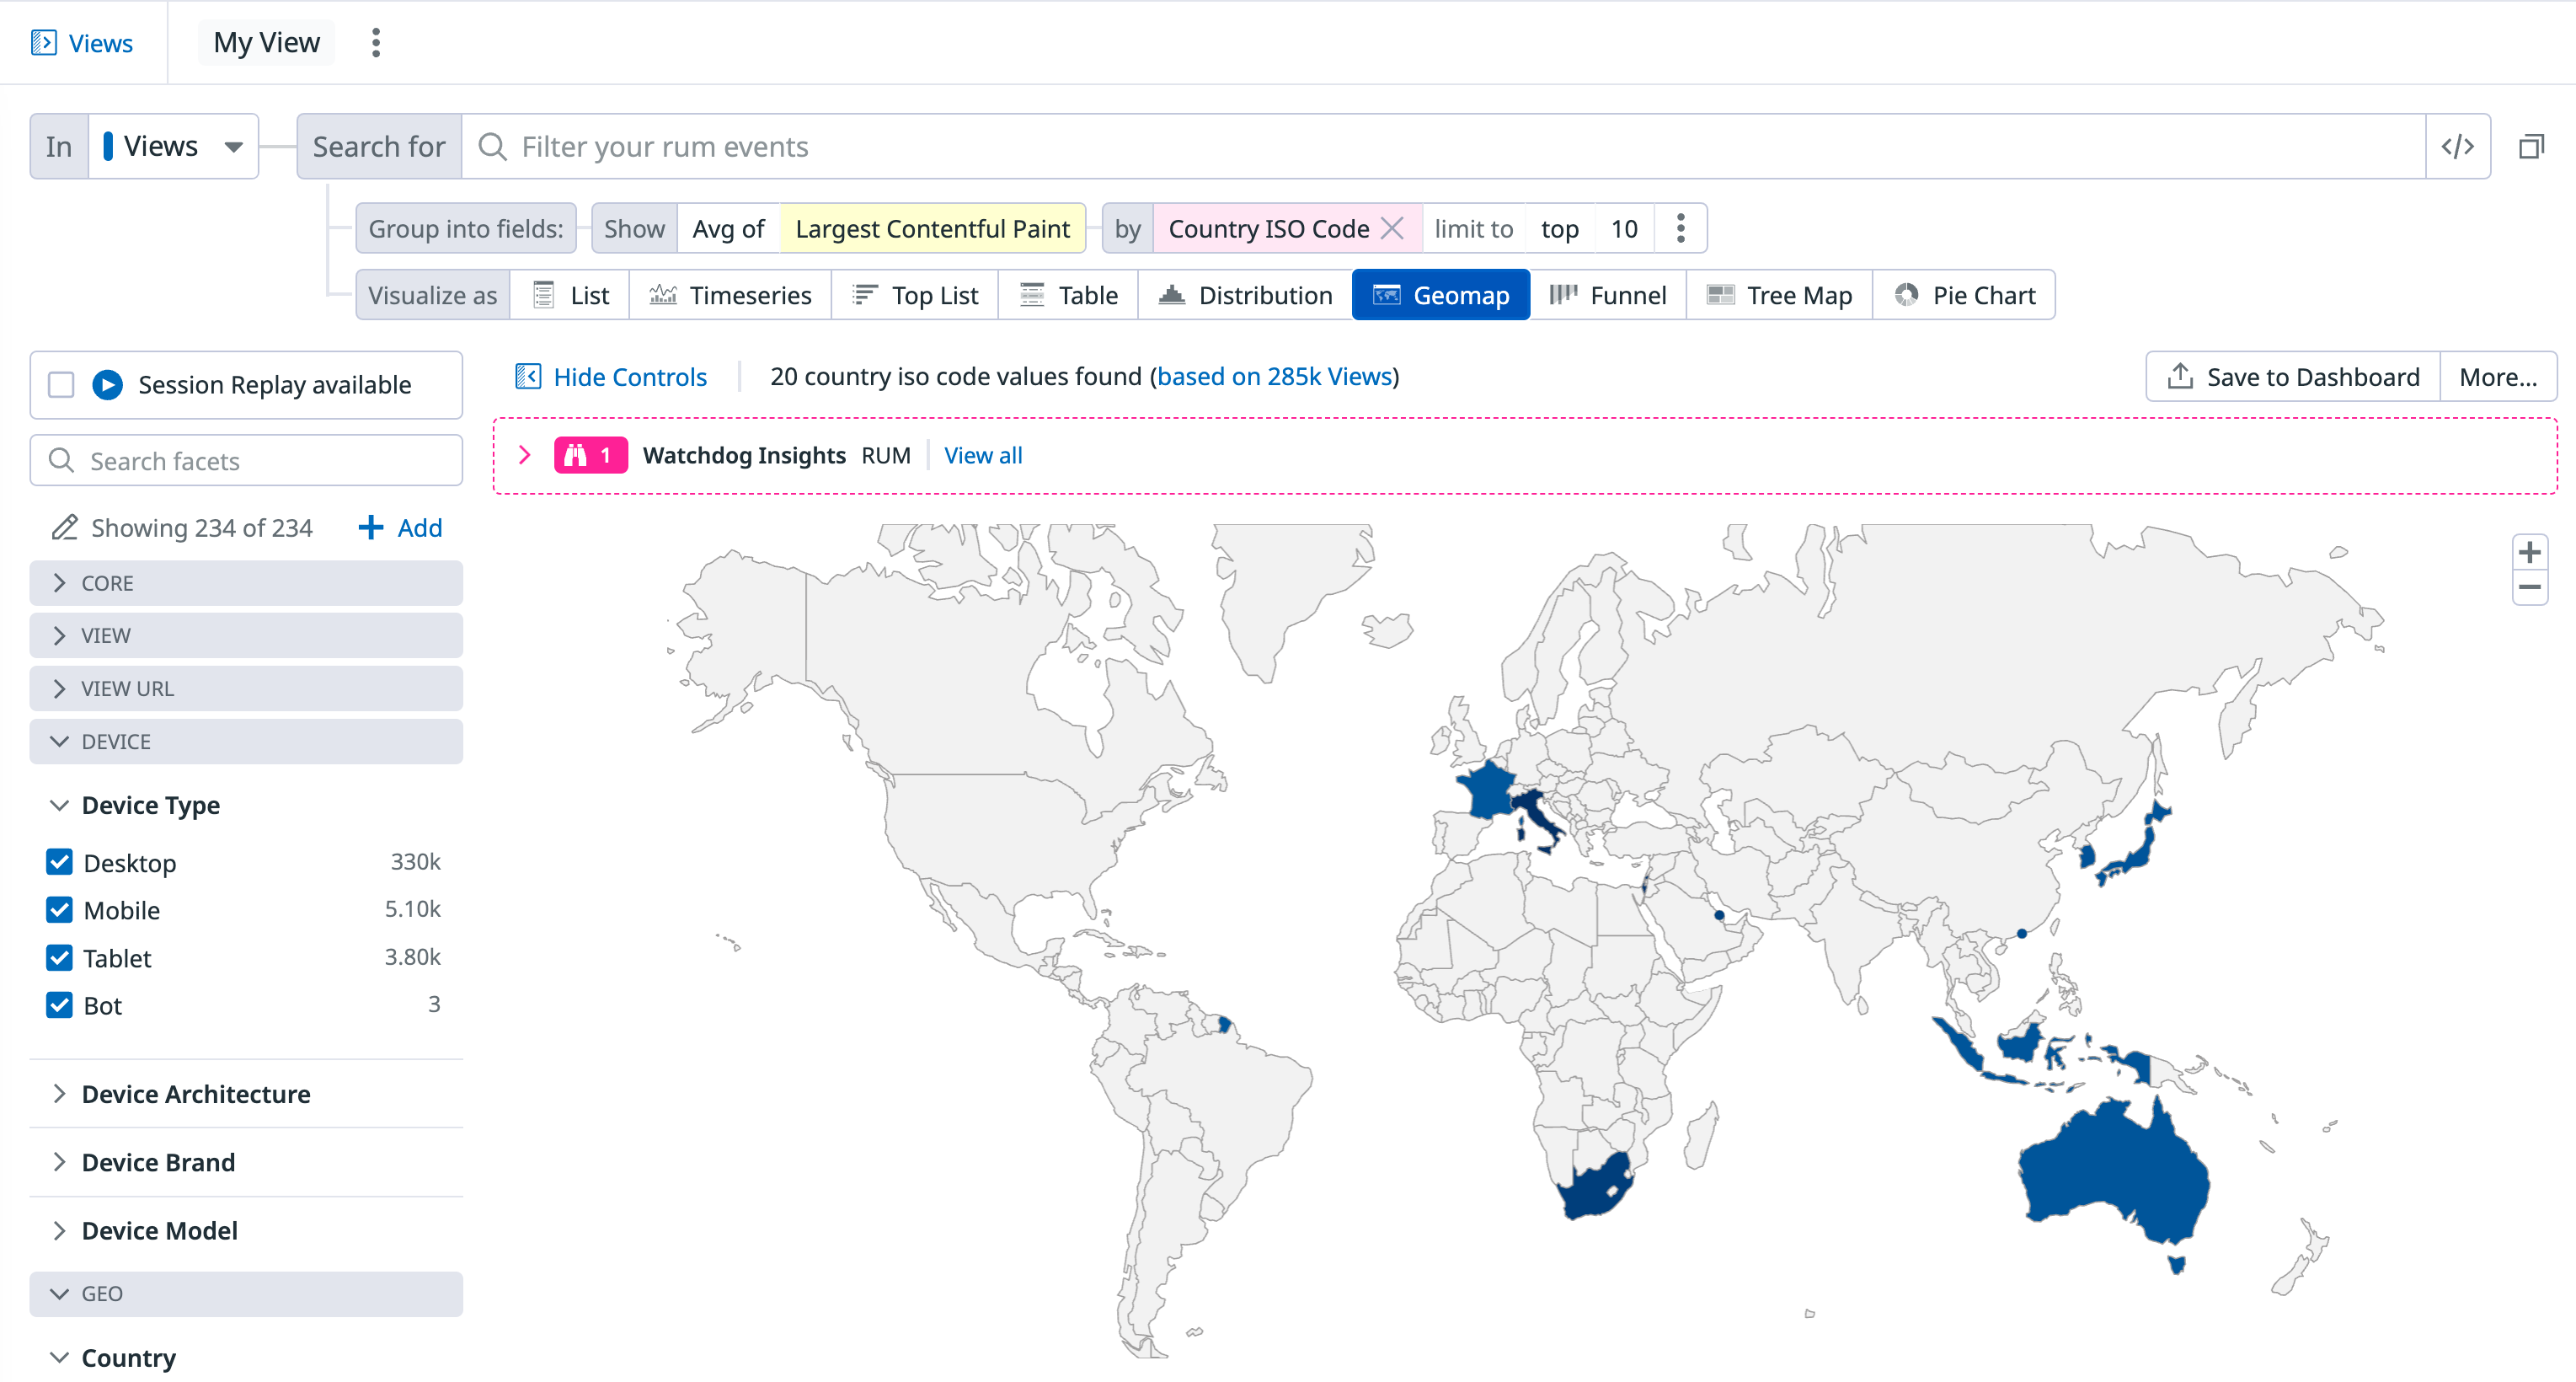 Views My View
In Views Search for Filter your rum events </>
Group into fields: Show Avg of Largest Contentful Paint by Country ISO Code limit to top 10
Visualize as List Timeseries Top List Table Distribution Geomap Funnel Tree Map Pie Chart
Session Replay available
Hide Controls 20 country iso code values found (based on 285k Views) Save to Dashboard More...
1 Watchdog Insights RUM View all
Search facets
Showing 234 of 234 + Add
CORE
VIEW
VIEW URL
DEVICE
Device Type
Desktop 330k
Mobile 5.10k
Tablet 3.80k
Bot 3
Device Architecture
Device Brand
Device Model
GEO
Country